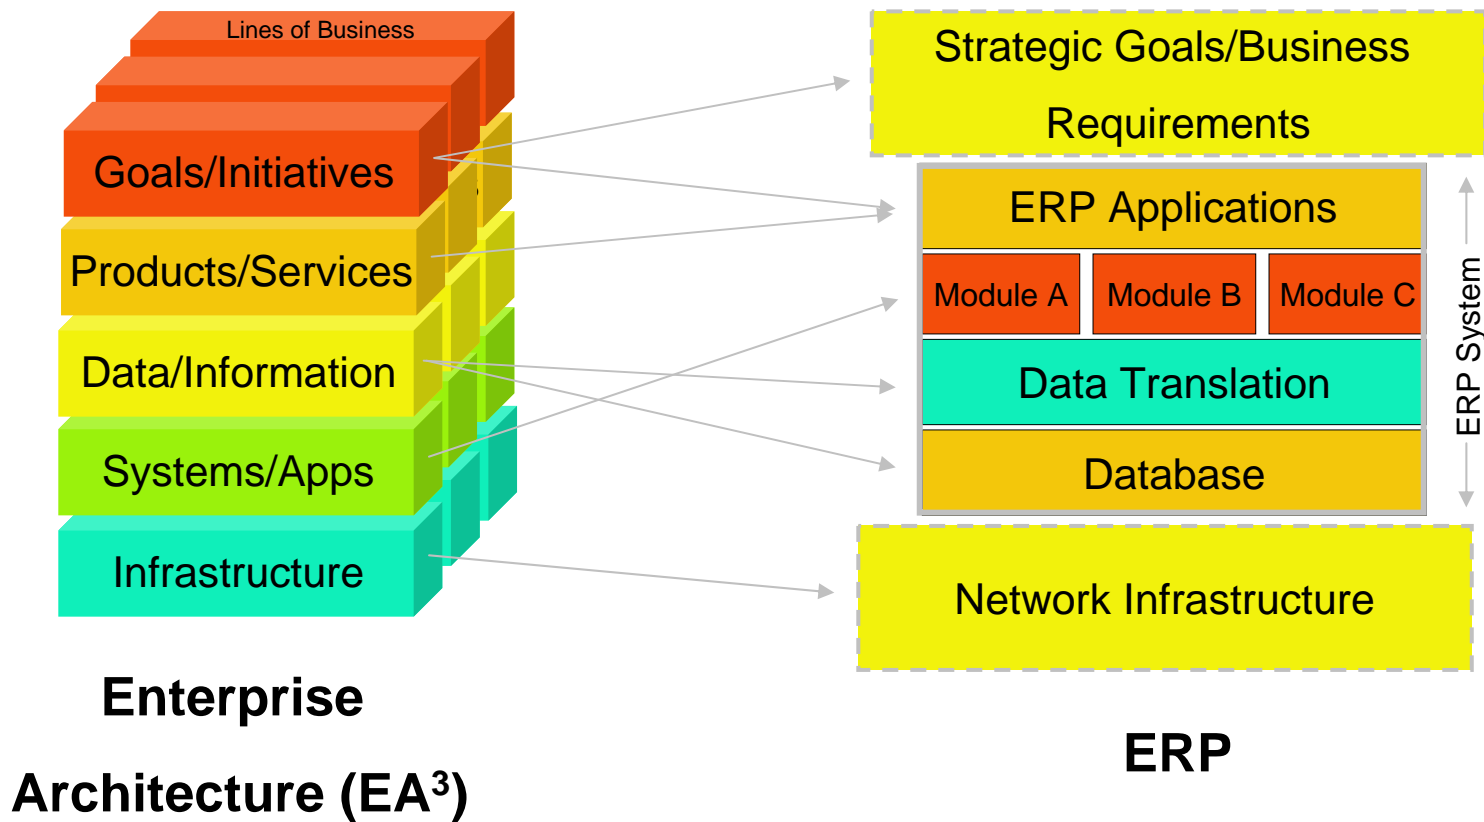 Lines of Business
Goals/Initiatives
Products/Services
Data/Information
Systems/Apps
Infrastructure
Enterprise
Architecture (EA³)
Strategic Goals/Business
Requirements
ERP Applications
Module A
Module B
Module C
Data Translation
Database
Network Infrastructure
ERP System
ERP